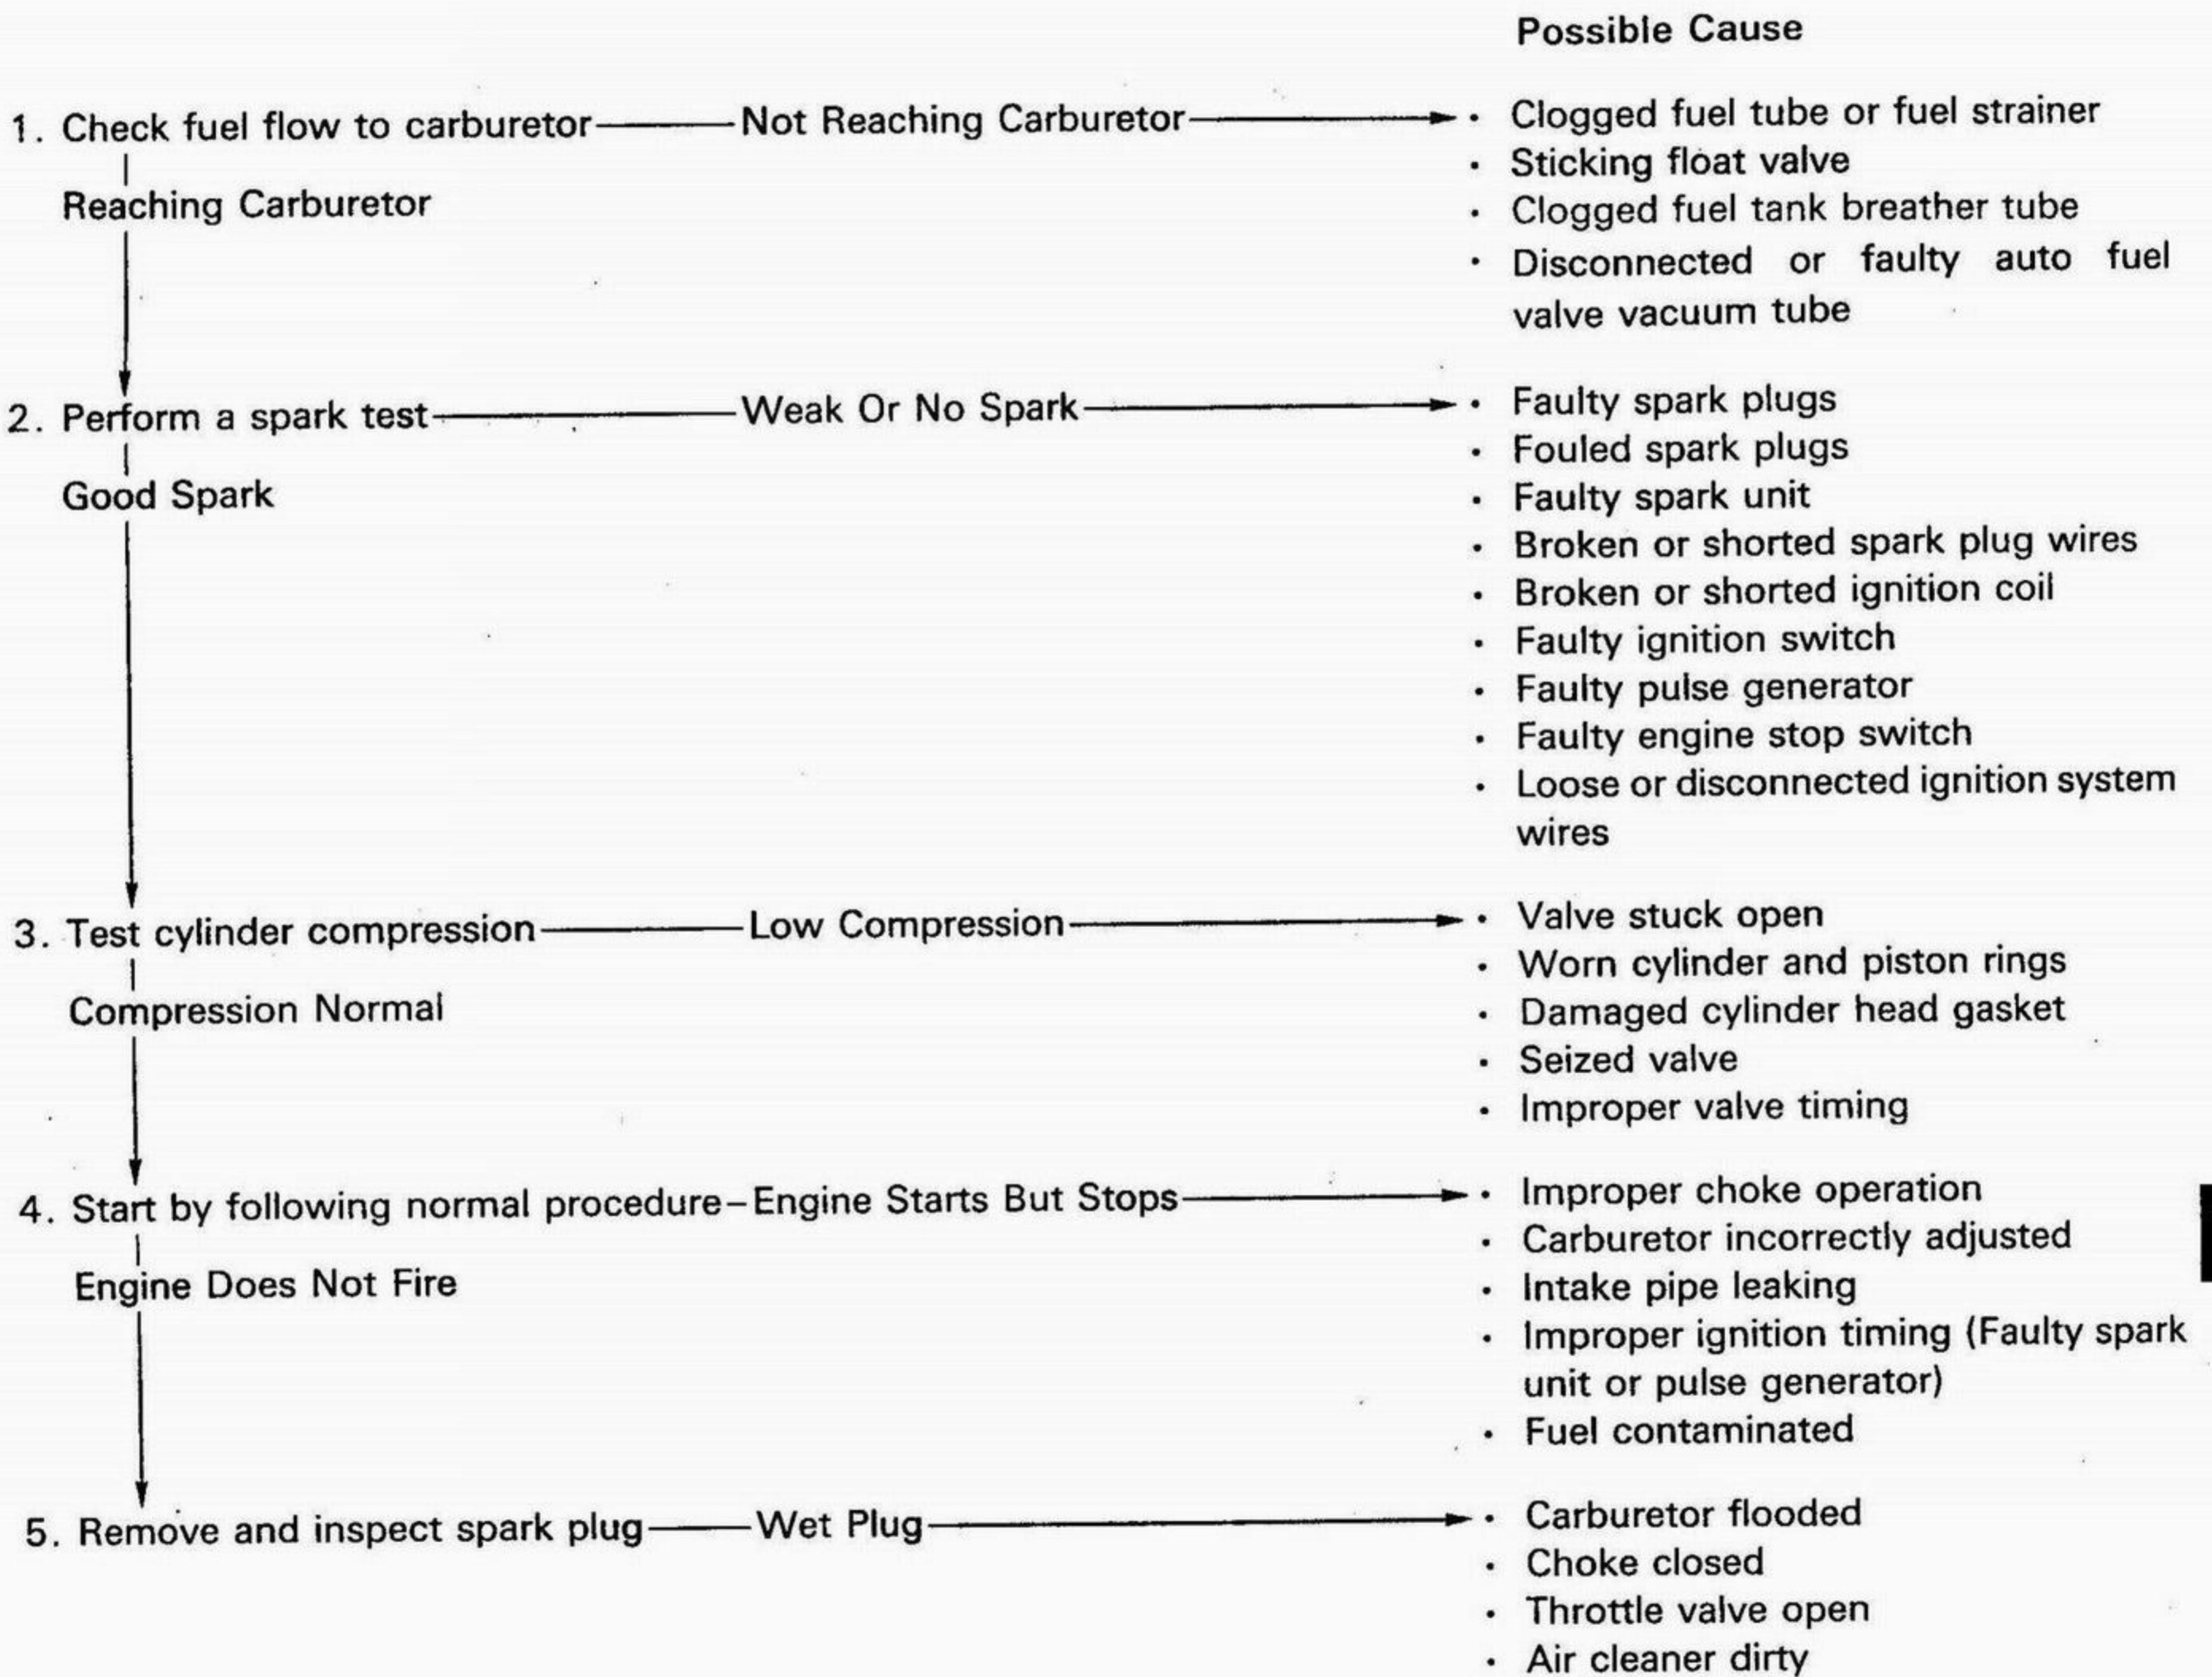 Possible Cause
1. Check fuel flow to carburetor Not Reaching Carburetor · Clogged fuel tube or fuel strainer
· Sticking float valve
Reaching Carburetor
· Clogged fuel tank breather tube
· Disconnected or faulty auto fuel
valve vacuum tube
2. Perform a spark test Weak Or No Spark · Faulty spark plugs
· Fouled spark plugs
Good Spark · Faulty spark unit
· Broken or shorted spark plug wires
· Broken or shorted ignition coil
· Faulty ignition switch
· Faulty pulse generator
· Faulty engine stop switch
· Loose or disconnected ignition system
wires
3. Test cylinder compression Low Compression · Valve stuck open
· Worn cylinder and piston rings
Compression Normal · Damaged cylinder head gasket
· Seized valve
· Improper valve timing
4. Start by following normal procedure – Engine Starts But Stops · Improper choke operation
· Carburetor incorrectly adjusted
Engine Does Not Fire · Intake pipe leaking
· Improper ignition timing (Faulty spark
unit or pulse generator)
· Fuel contaminated
5. Remove and inspect spark plug Wet Plug · Carburetor flooded
· Choke closed
· Throttle valve open
· Air cleaner dirty